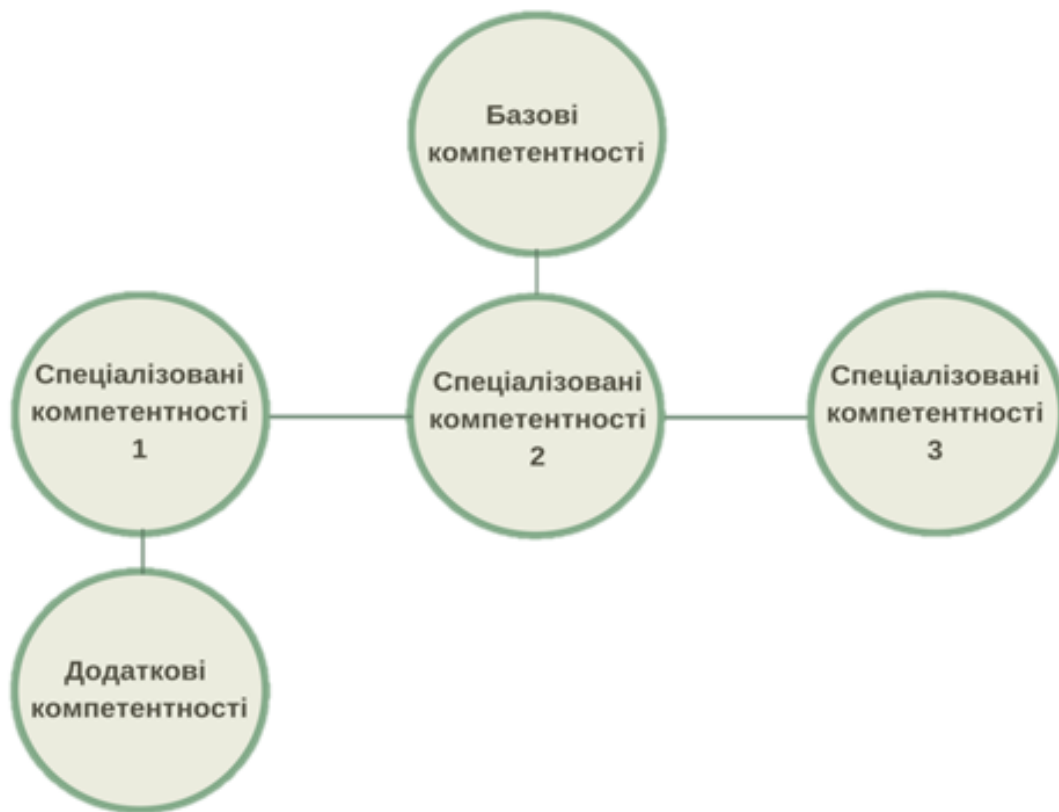 Базові
компетентності
Спеціалізовані
компетентності
1
Спеціалізовані
компетентності
2
Спеціалізовані
компетентності
3
Додаткові
компетентності